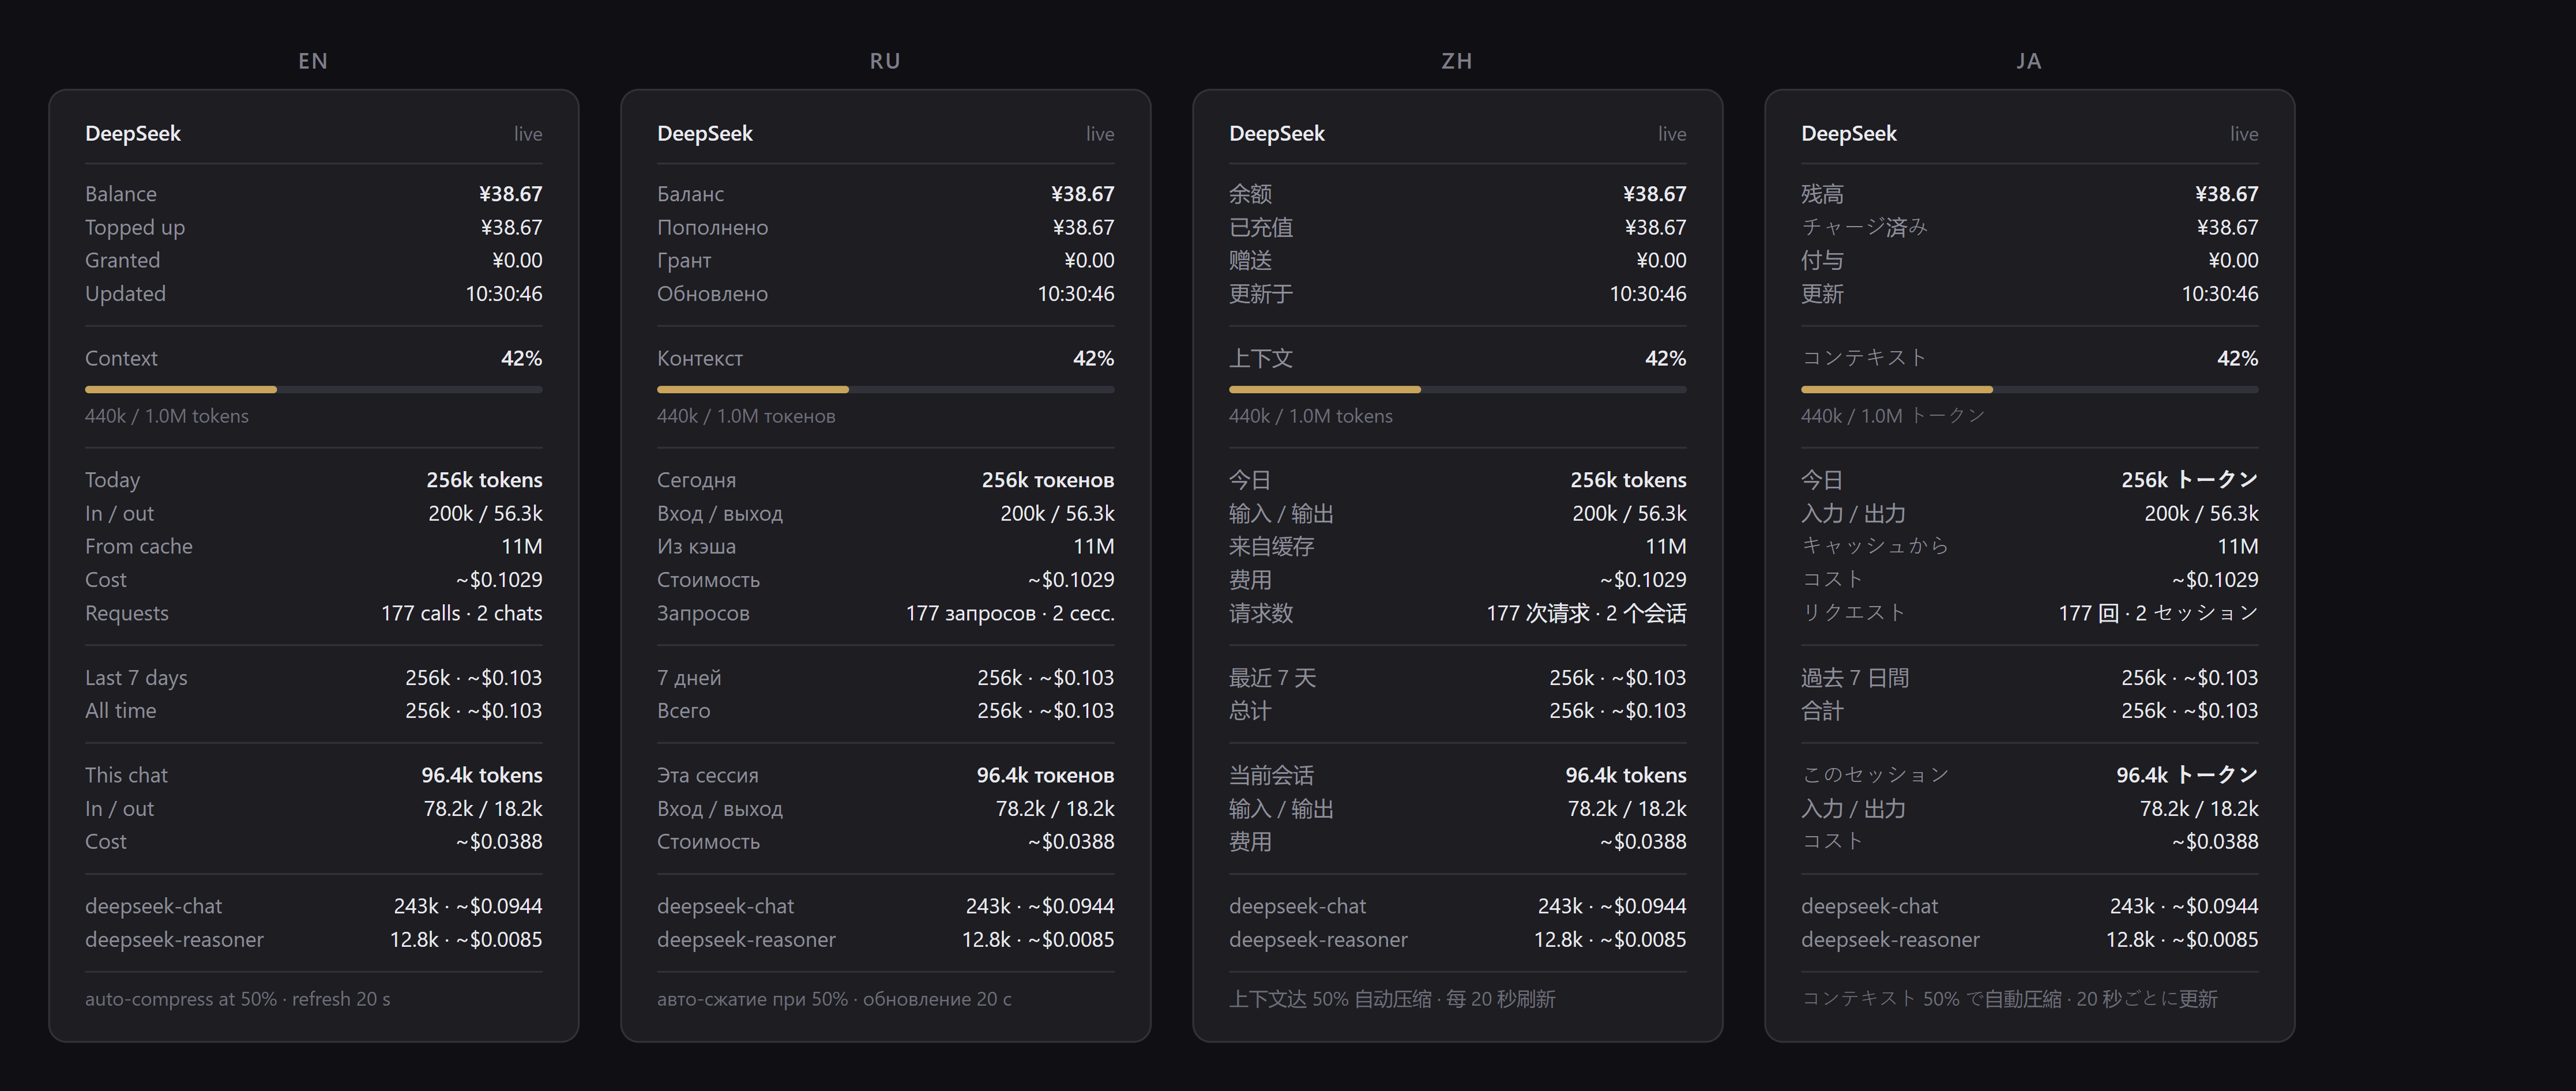 EN
DeepSeek live
Balance ¥38.67
Topped up ¥38.67
Granted ¥0.00
Updated 10:30:46
Context 42%
440k / 1.0M tokens
Today 256k tokens
In / out 200k / 56.3k
From cache 11M
Cost ~$0.1029
Requests 177 calls · 2 chats
Last 7 days 256k · ~$0.103
All time 256k · ~$0.103
This chat 96.4k tokens
In / out 78.2k / 18.2k
Cost ~$0.0388
deepseek-chat 243k · ~$0.0944
deepseek-reasoner 12.8k · ~$0.0085
auto-compress at 50% · refresh 20 s
RU
DeepSeek live
Баланс ¥38.67
Пополнено ¥38.67
Грант ¥0.00
Обновлено 10:30:46
Контекст 42%
440k / 1.0M токенов
Сегодня 256k токенов
Вход / выход 200k / 56.3k
Из кэша 11M
Стоимость ~$0.1029
Запросов 177 запросов · 2 сесс.
7 дней 256k · ~$0.103
Всего 256k · ~$0.103
Эта сессия 96.4k токенов
Вход / выход 78.2k / 18.2k
Стоимость ~$0.0388
deepseek-chat 243k · ~$0.0944
deepseek-reasoner 12.8k · ~$0.0085
авто-сжатие при 50% · обновление 20 с
ZH
DeepSeek live
余额 ¥38.67
已充值 ¥38.67
赠送 ¥0.00
更新于 10:30:46
上下文 42%
440k / 1.0M tokens
今日 256k tokens
输入 / 输出 200k / 56.3k
来自缓存 11M
费用 ~$0.1029
请求数 177 次请求 · 2 个会话
最近 7 天 256k · ~$0.103
总计 256k · ~$0.103
当前会话 96.4k tokens
输入 / 输出 78.2k / 18.2k
费用 ~$0.0388
deepseek-chat 243k · ~$0.0944
deepseek-reasoner 12.8k · ~$0.0085
上下文达 50% 自动压缩 · 每 20 秒刷新
JA
DeepSeek live
残高 ¥38.67
チャージ済み ¥38.67
付与 ¥0.00
更新 10:30:46
コンテキスト 42%
440k / 1.0M トークン
今日 256k トークン
入力 / 出力 200k / 56.3k
キャッシュから 11M
コスト ~$0.1029
リクエスト 177 回 · 2 セッション
過去 7 日間 256k · ~$0.103
合計 256k · ~$0.103
このセッション 96.4k トークン
入力 / 出力 78.2k / 18.2k
コスト ~$0.0388
deepseek-chat 243k · ~$0.0944
deepseek-reasoner 12.8k · ~$0.0085
コンテキスト 50% で自動圧縮 · 20 秒ごとに更新